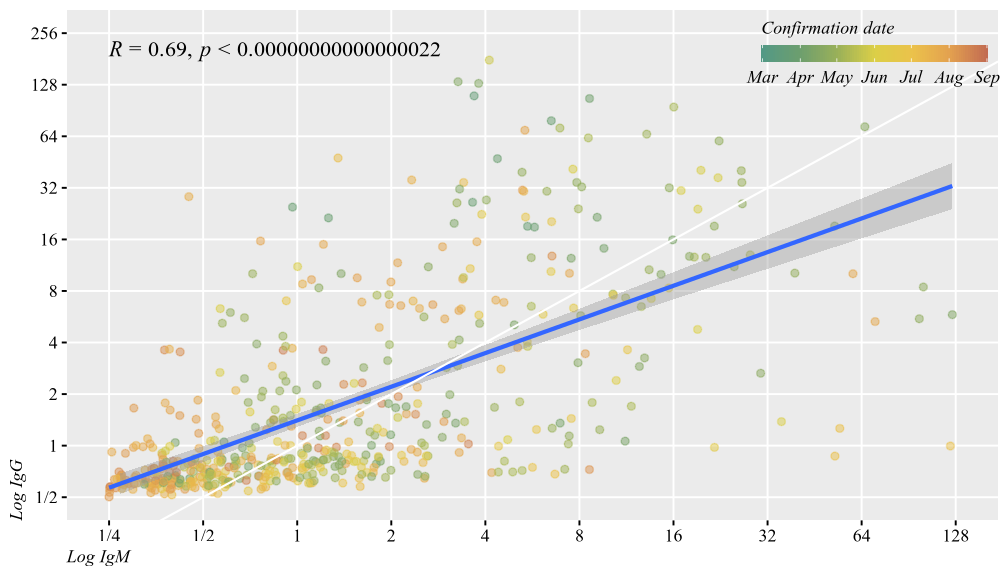 Confirmation date
R = 0.69, p < 0.00000000000000022
Mar Apr May Jun Jul Aug Sep
256
128
64
32
16
8
4
2
1
1/2
Log IgG
1/4 1/2 1 2 4 8 16 32 64 128
Log IgM